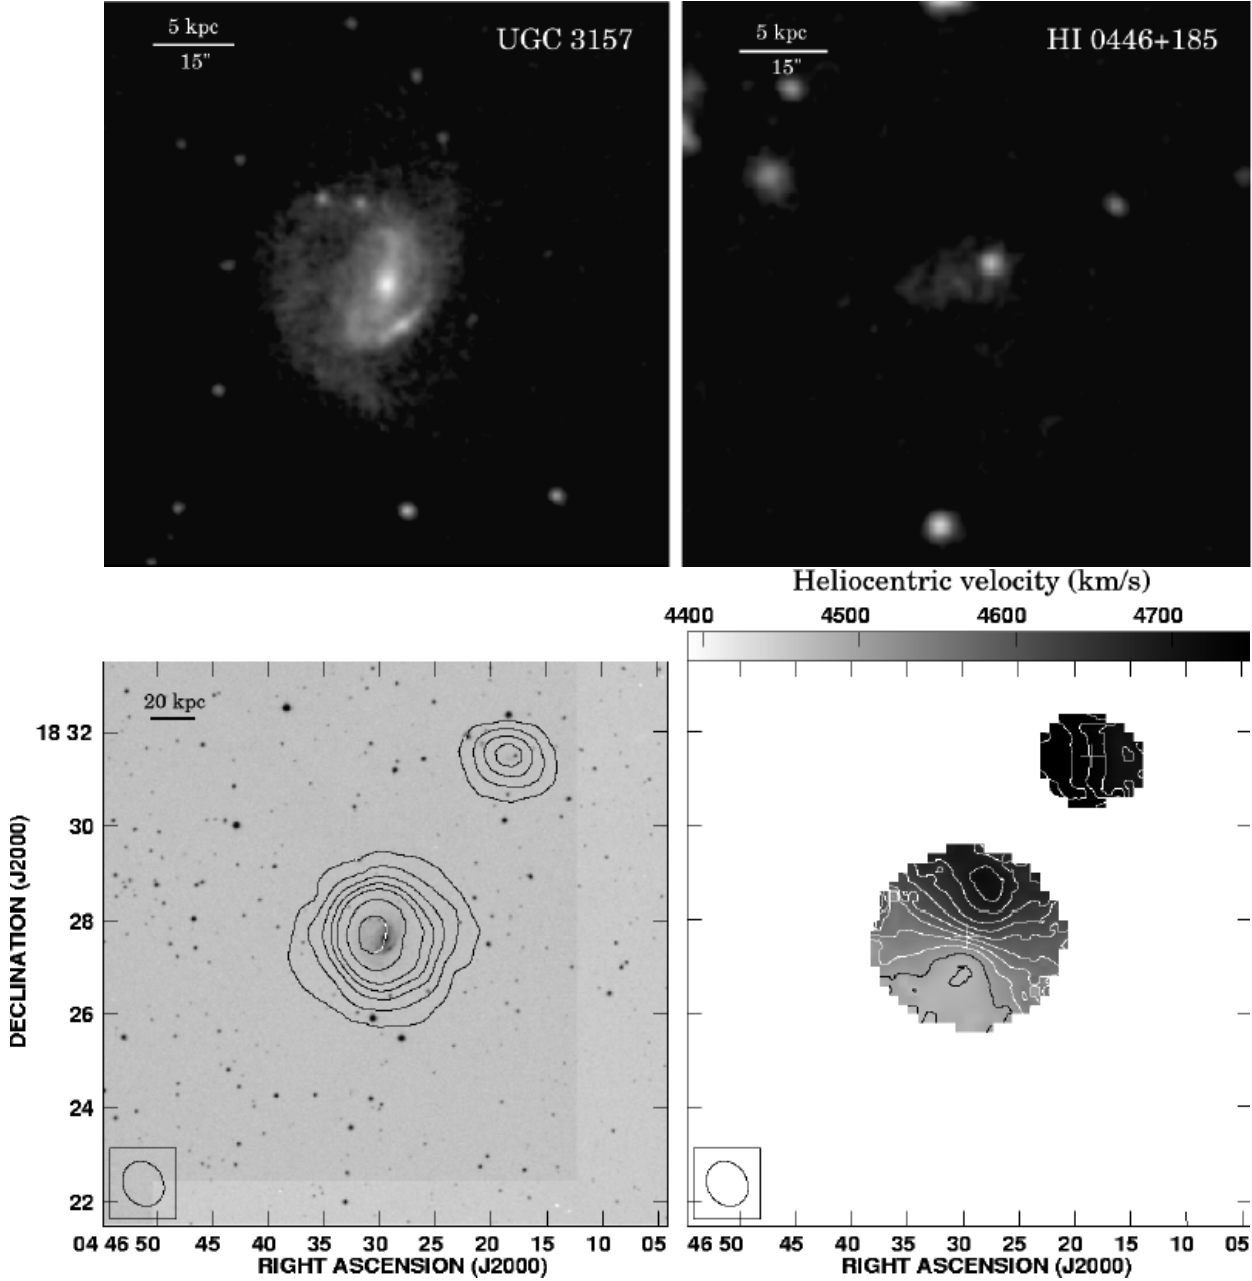 5 kpc
15"
UGC 3157
5 kpc
15"
HI 0446+185
Heliocentric velocity (km/s)
4400 4500 4600 4700
20 kpc
18 32
30
28
26
24
22
DECLINATION (J2000)
04 46 50 45 40 35 30 25 20 15 10 05
RIGHT ASCENSION (J2000)
46 50 45 40 35 30 25 20 15 10 05
RIGHT ASCENSION (J2000)